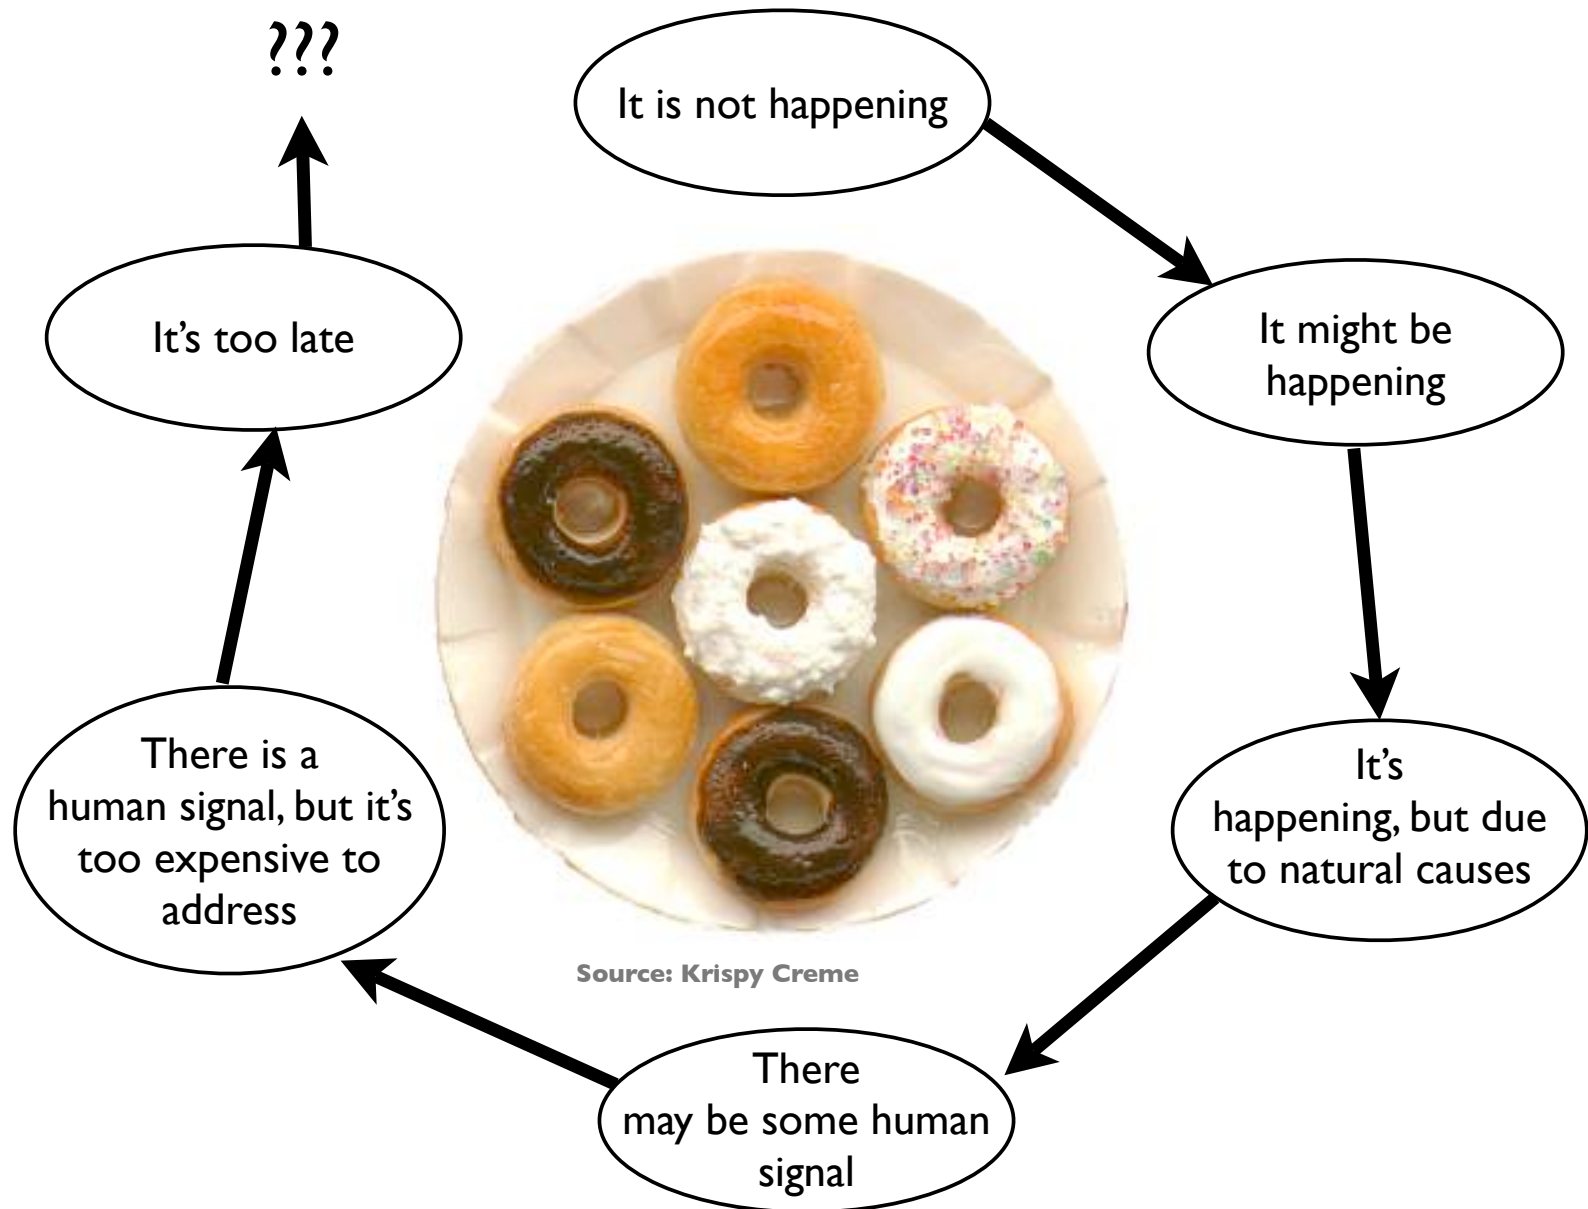 ???
It is not happening
It might be
happening
It's
happening, but due
to natural causes
There
may be some human
signal
There is a
human signal, but it's
too expensive to
address
It's too late
Source: Krispy Creme